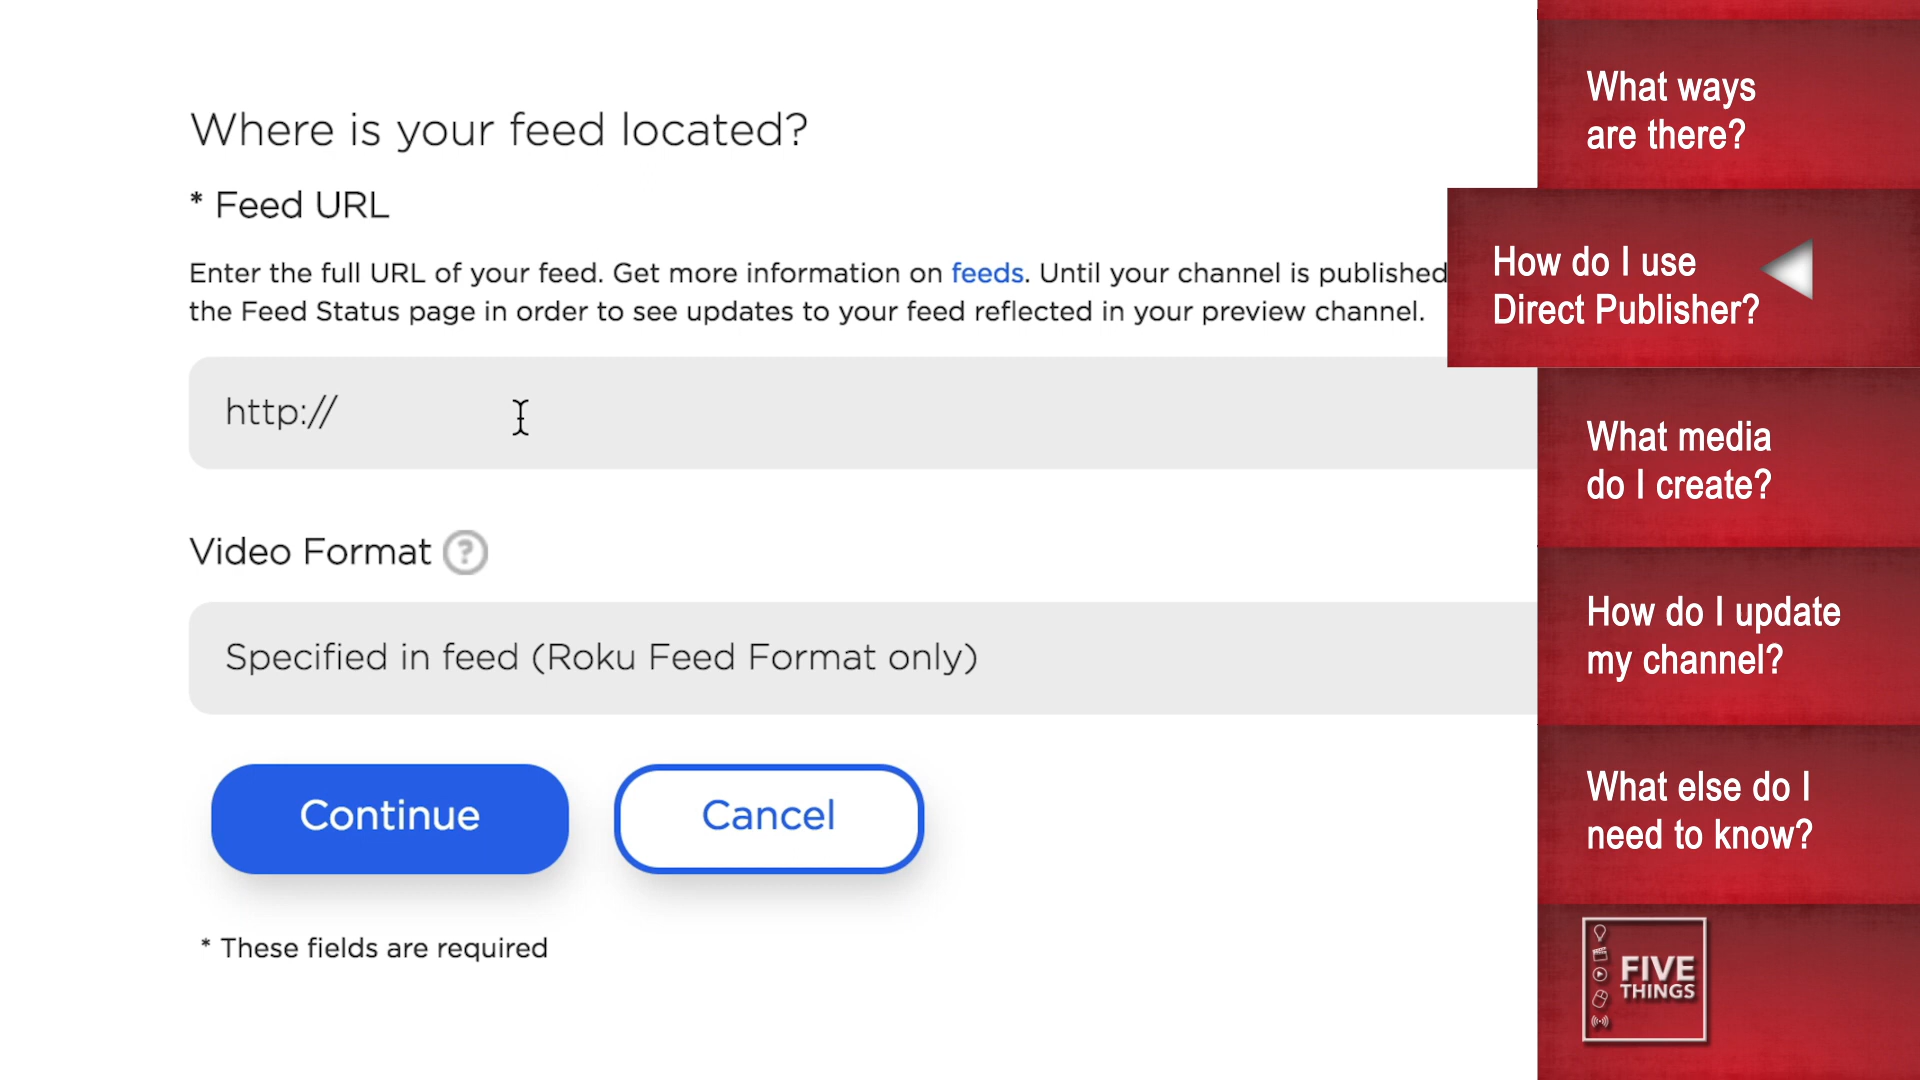 Where is your feed located?
* Feed URL
Enter the full URL of your feed. Get more information on feeds. Until your channel is published
the Feed Status page in order to see updates to your feed reflected in your preview channel.
http://
Video Format ?
Specified in feed (Roku Feed Format only)
Continue
Cancel
* These fields are required
What ways
are there?
How do I use
Direct Publisher?
What media
do I create?
How do I update
my channel?
What else do I
need to know?
FIVE
THINGS